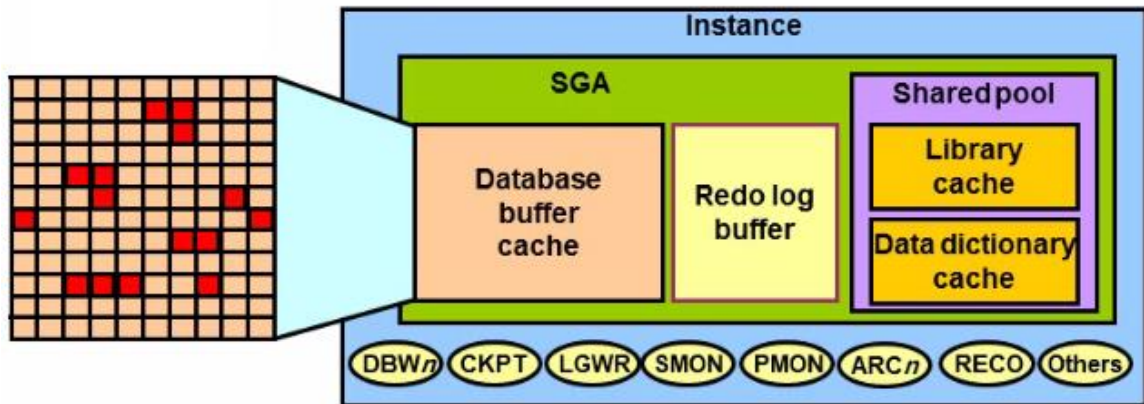 Instance
SGA
Shared pool
Library
cache
Database
buffer
cache
Redo log
buffer
Data dictionary
cache
DBWn CKPT LGWR SMON PMON ARCn RECO Others